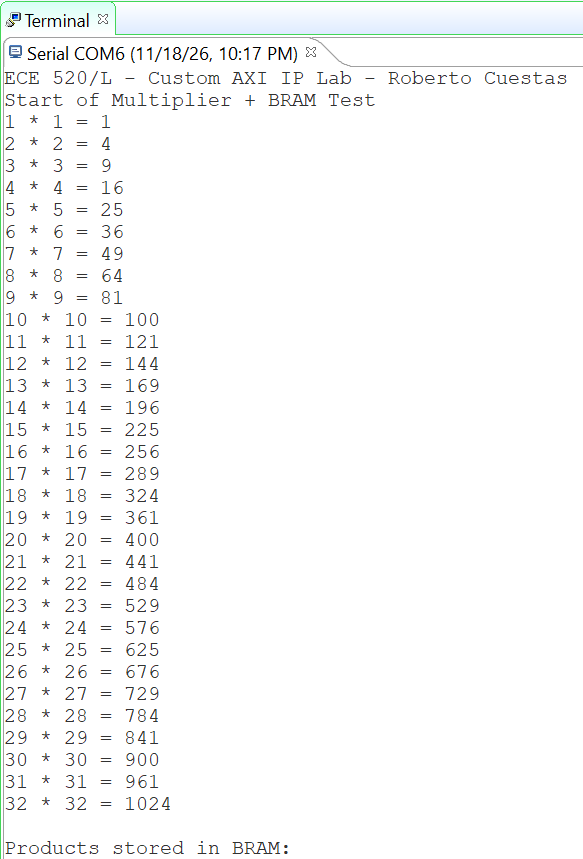 Terminal
Serial COM6 (11/18/26, 10:17 PM)
ECE 520/L - Custom AXI IP Lab - Roberto Cuestas
Start of Multiplier + BRAM Test
1 * 1 = 1
2 * 2 = 4
3 * 3 = 9
4 * 4 = 16
5 * 5 = 25
6 * 6 = 36
7 * 7 = 49
8 * 8 = 64
9 * 9 = 81
10 * 10 = 100
11 * 11 = 121
12 * 12 = 144
13 * 13 = 169
14 * 14 = 196
15 * 15 = 225
16 * 16 = 256
17 * 17 = 289
18 * 18 = 324
19 * 19 = 361
20 * 20 = 400
21 * 21 = 441
22 * 22 = 484
23 * 23 = 529
24 * 24 = 576
25 * 25 = 625
26 * 26 = 676
27 * 27 = 729
28 * 28 = 784
29 * 29 = 841
30 * 30 = 900
31 * 31 = 961
32 * 32 = 1024
Products stored in BRAM: